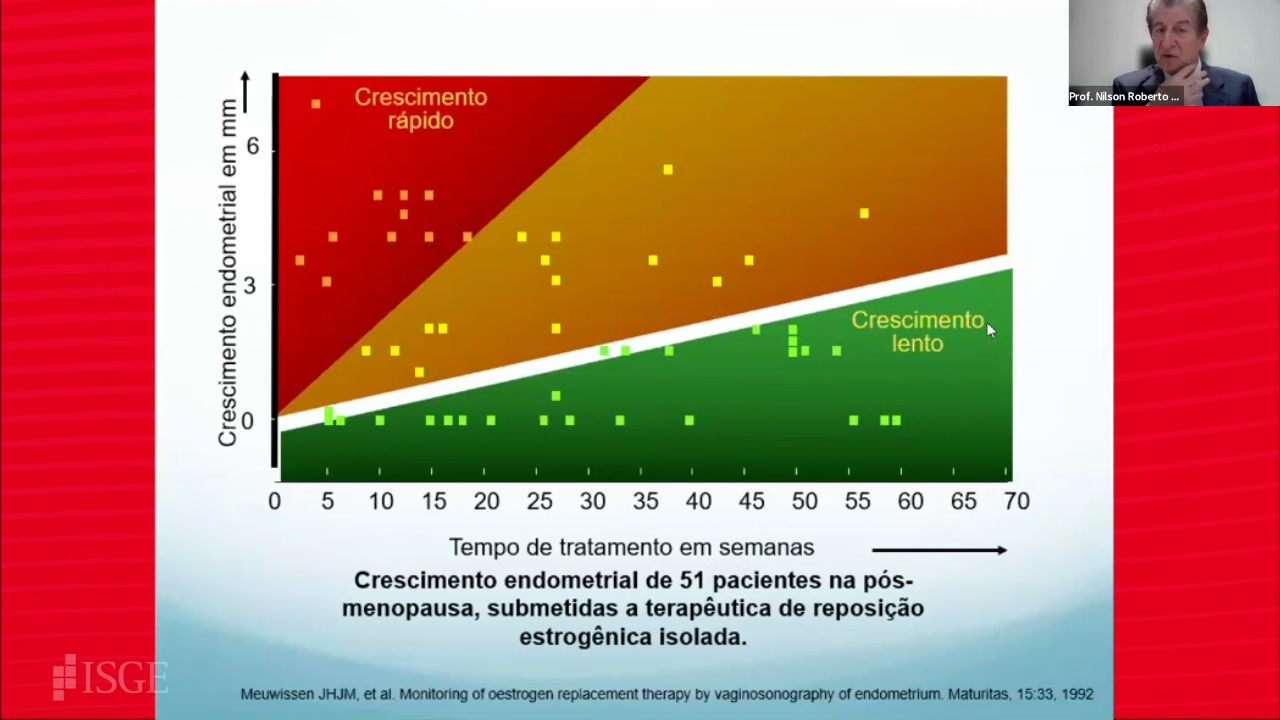 Prof. Nilson Roberto ...
Crescimento endometrial em mm
6
3
0
Crescimento
rápido
Crescimento
lento
0 5 10 15 20 25 30 35 40 45 50 55 60 65 70
Tempo de tratamento em semanas
Crescimento endometrial de 51 pacientes na pós-
menopausa, submetidas a terapêutica de reposição
estrogênica isolada.
ISGE
Meuwissen JHJM, et al. Monitoring of oestrogen replacement therapy by vaginosonography of endometrium. Maturitas, 15:33, 1992